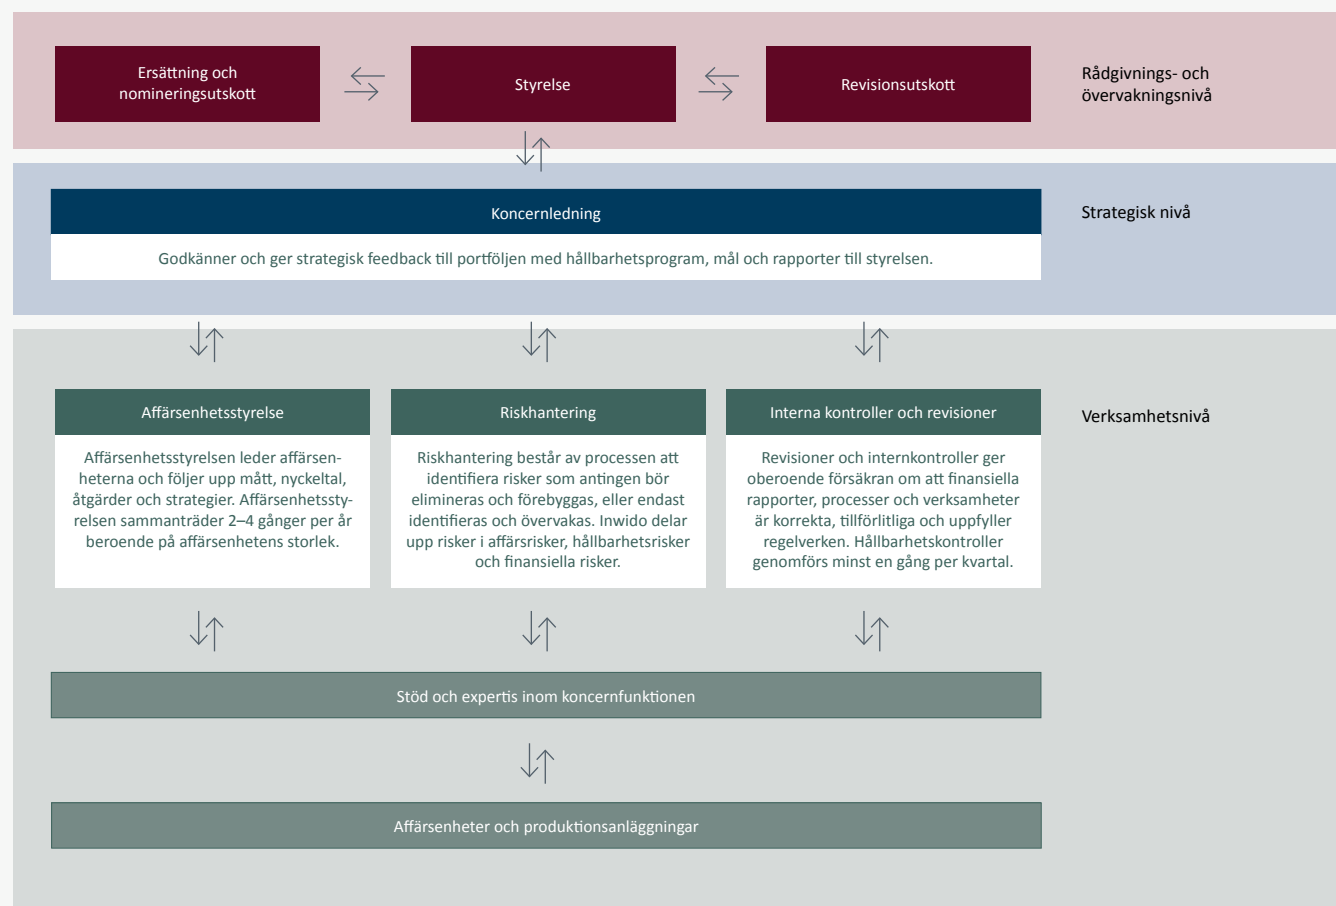 Ersättning och
nomineringsutskott
Styrelse
Revisionsutskott
Rådgivnings- och
övervakningsnivå
Koncernledning
Strategisk nivå
Godkänner och ger strategisk feedback till portföljen med hållbarhetsprogram, mål och rapporter till styrelsen.
Affärsenhetsstyrelse
Affärsenhetsstyrelsen leder affärsen-
heterna och följer upp mått, nyckeltal,
åtgärder och strategier. Affärsenhetssty-
relsen sammanträder 2–4 gånger per år
beroende på affärsenhetens storlek.
Riskhantering
Riskhantering består av processen att
identifiera risker som antingen bör
elimineras och förebyggas, eller endast
identifieras och övervakas. Inwido delar
upp risker i affärsrisker, hållbarhetsrisker
och finansiella risker.
Interna kontroller och revisioner
Revisioner och internkontroller ger
oberoende försäkran om att finansiella
rapporter, processer och verksamheter
är korrekta, tillförlitliga och uppfyller
regelverken. Hållbarhetskontroller
genomförs minst en gång per kvartal.
Verksamhetsnivå
Stöd och expertis inom koncernfunktionen
Affärsenheter och produktionsanläggningar